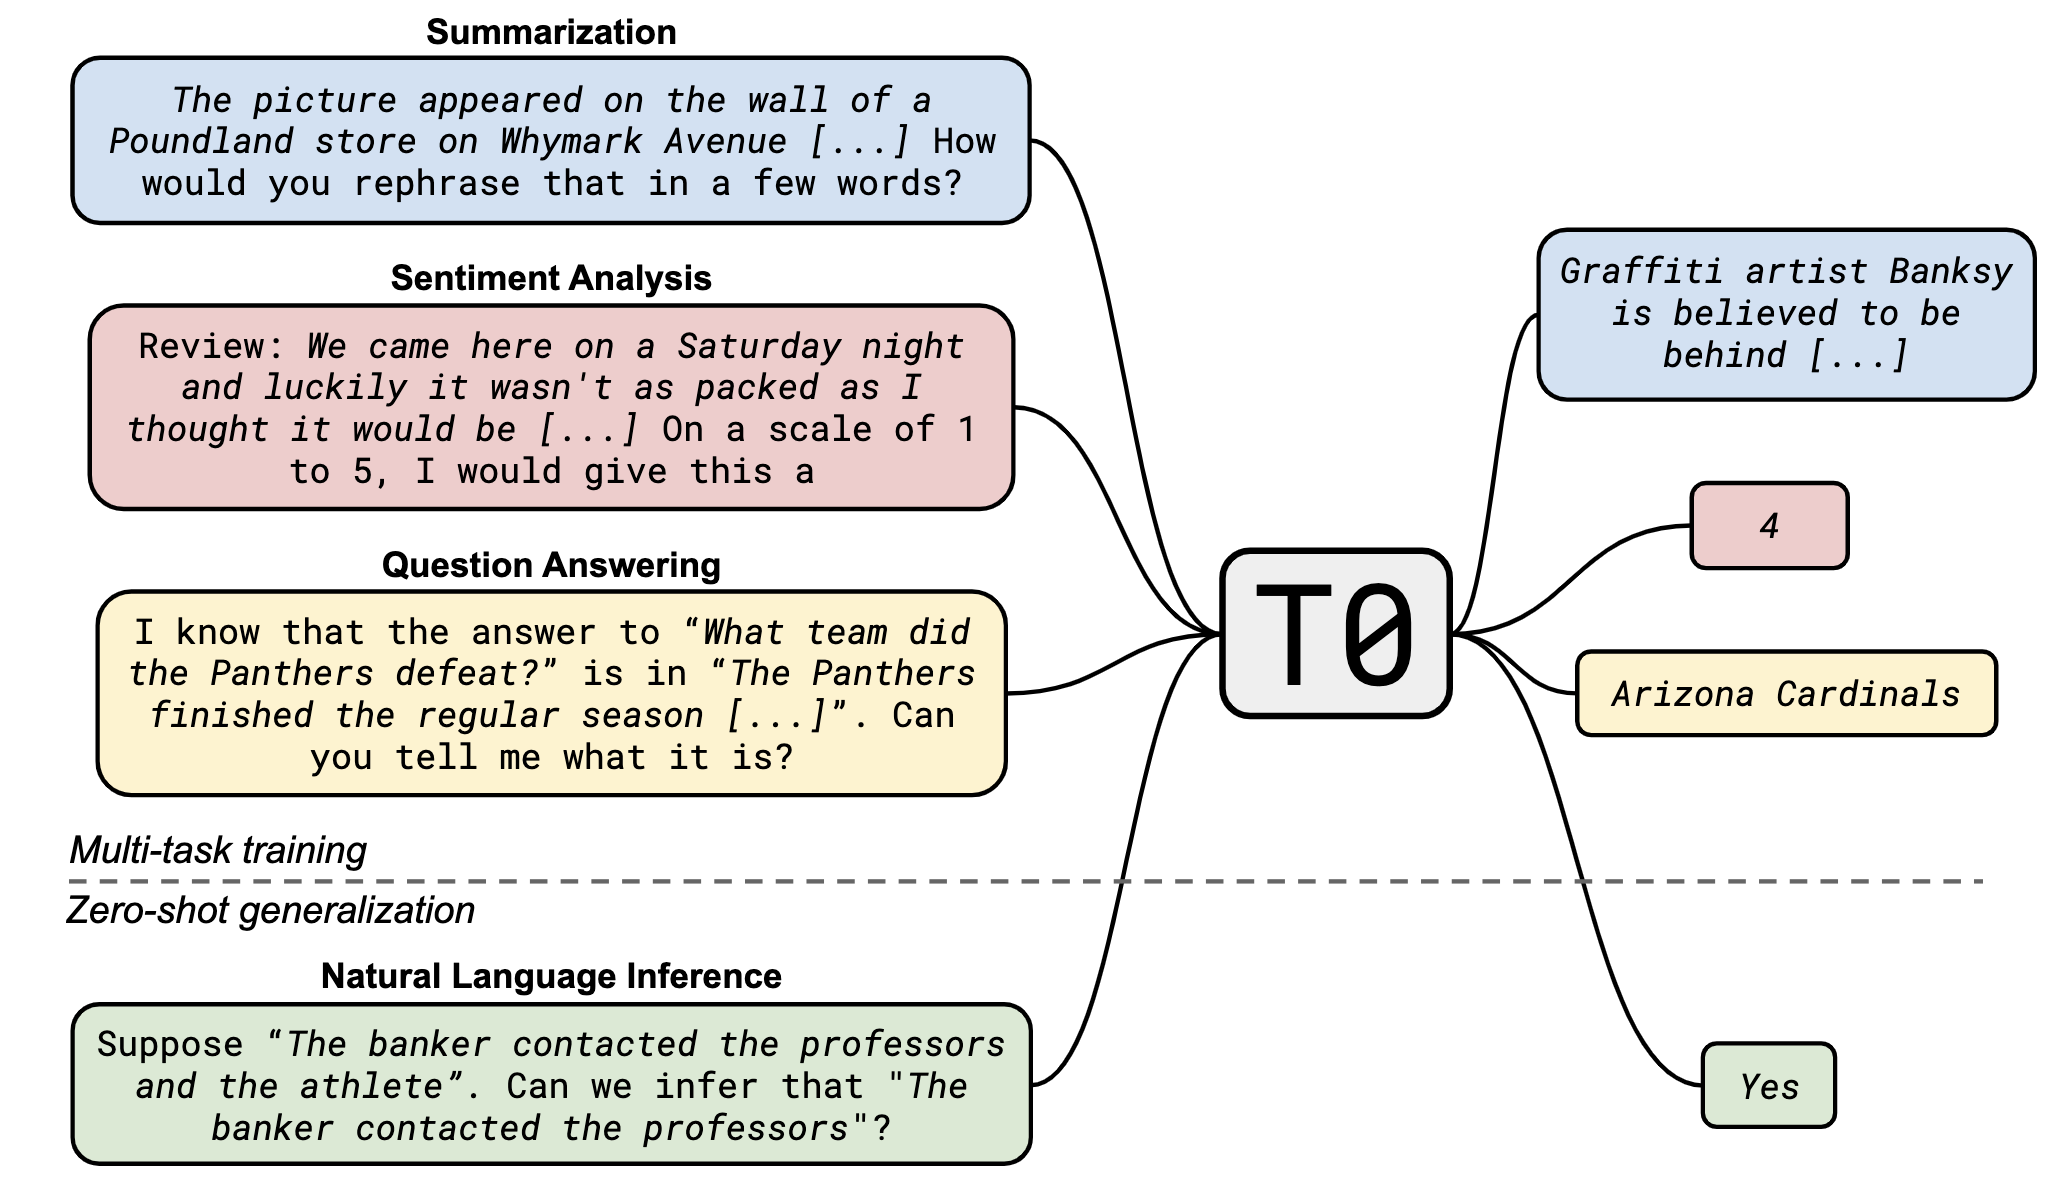 Summarization
The picture appeared on the wall of a
Poundland store on Whymark Avenue [...] How
would you rephrase that in a few words?
Sentiment Analysis
Review: We came here on a Saturday night
and luckily it wasn't as packed as I
thought it would be [...] On a scale of 1
to 5, I would give this a
Question Answering
I know that the answer to “What team did
the Panthers defeat?” is in “The Panthers
finished the regular season [...]”. Can
you tell me what it is?
Multi-task training
Zero-shot generalization
Natural Language Inference
Suppose “The banker contacted the professors
and the athlete”. Can we infer that "The
banker contacted the professors"?
T0
Graffiti artist Banksy
is believed to be
behind [...]
4
Arizona Cardinals
Yes